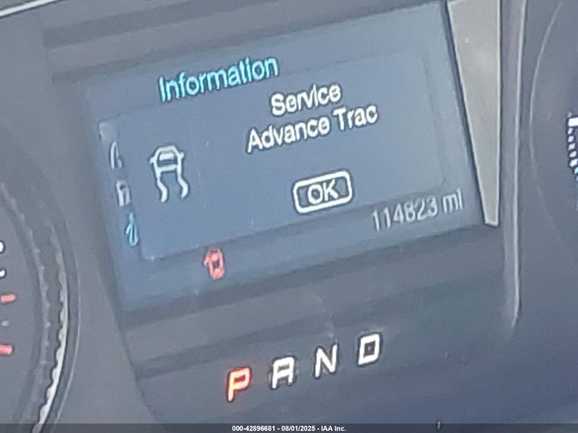 Information
Service
Advance Trac
OK
114823 mi
P R N D
000-42896681 - 08/01/2025 - IAA Inc.